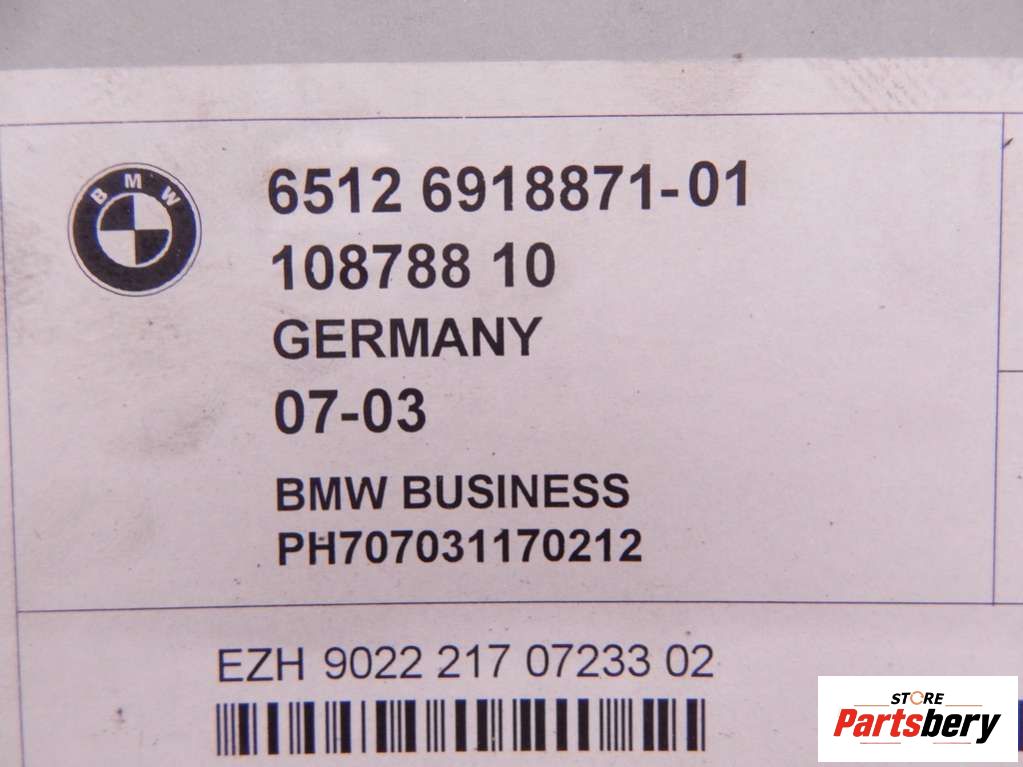 BMW
6512 6918871-01
108788 10
GERMANY
07-03
BMW BUSINESS
PH707031170212
EZH 9022 217 07233 02
STORE
Partsbery